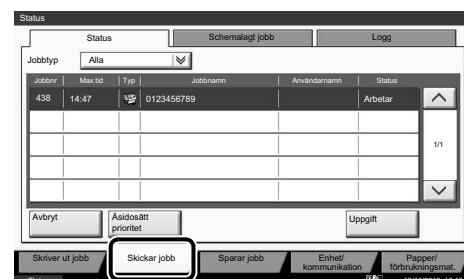 Status
Status Schemalagt jobb Logg
Jobbtyp Alla
Jobbnr Max.tid Typ Jobbnamn Användarnamn Status
438 14:47 0123456789 Arbetar
1/1
Avbryt Åsidosätt prioritet Uppgift
Skriver ut jobb Skickar jobb Sparar jobb Enhet/ kommunikation Papper/ förbrukningsmat.